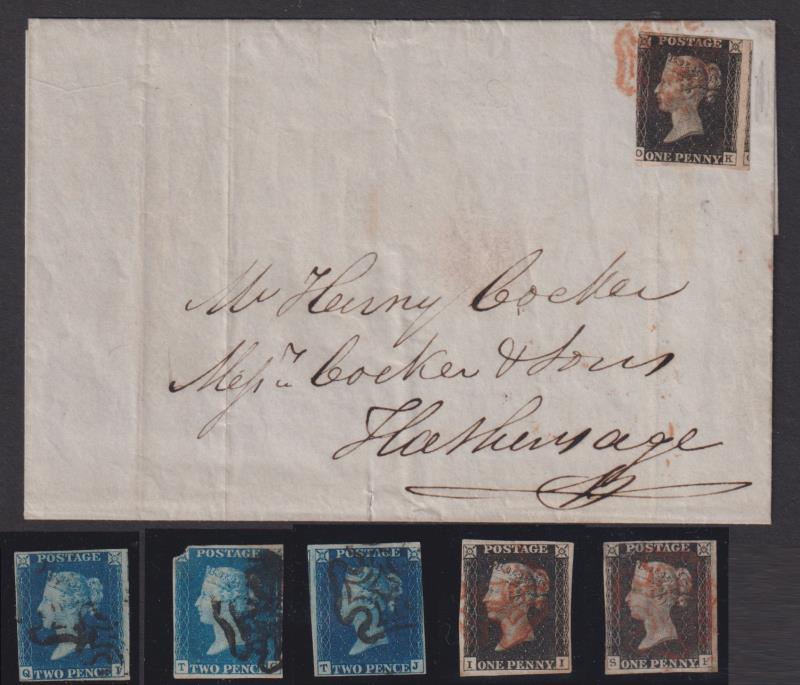 POSTAGE
O ONE PENNY K
Mr Henry Cocker
Messrs Cocker & Sons
Hathersage
POSTAGE
Q TWO PENCE
POSTAGE
T TWO PENCE
POSTAGE
T TWO PENCE J
POSTAGE
I ONE PENNY I
POSTAGE
S ONE PENNY